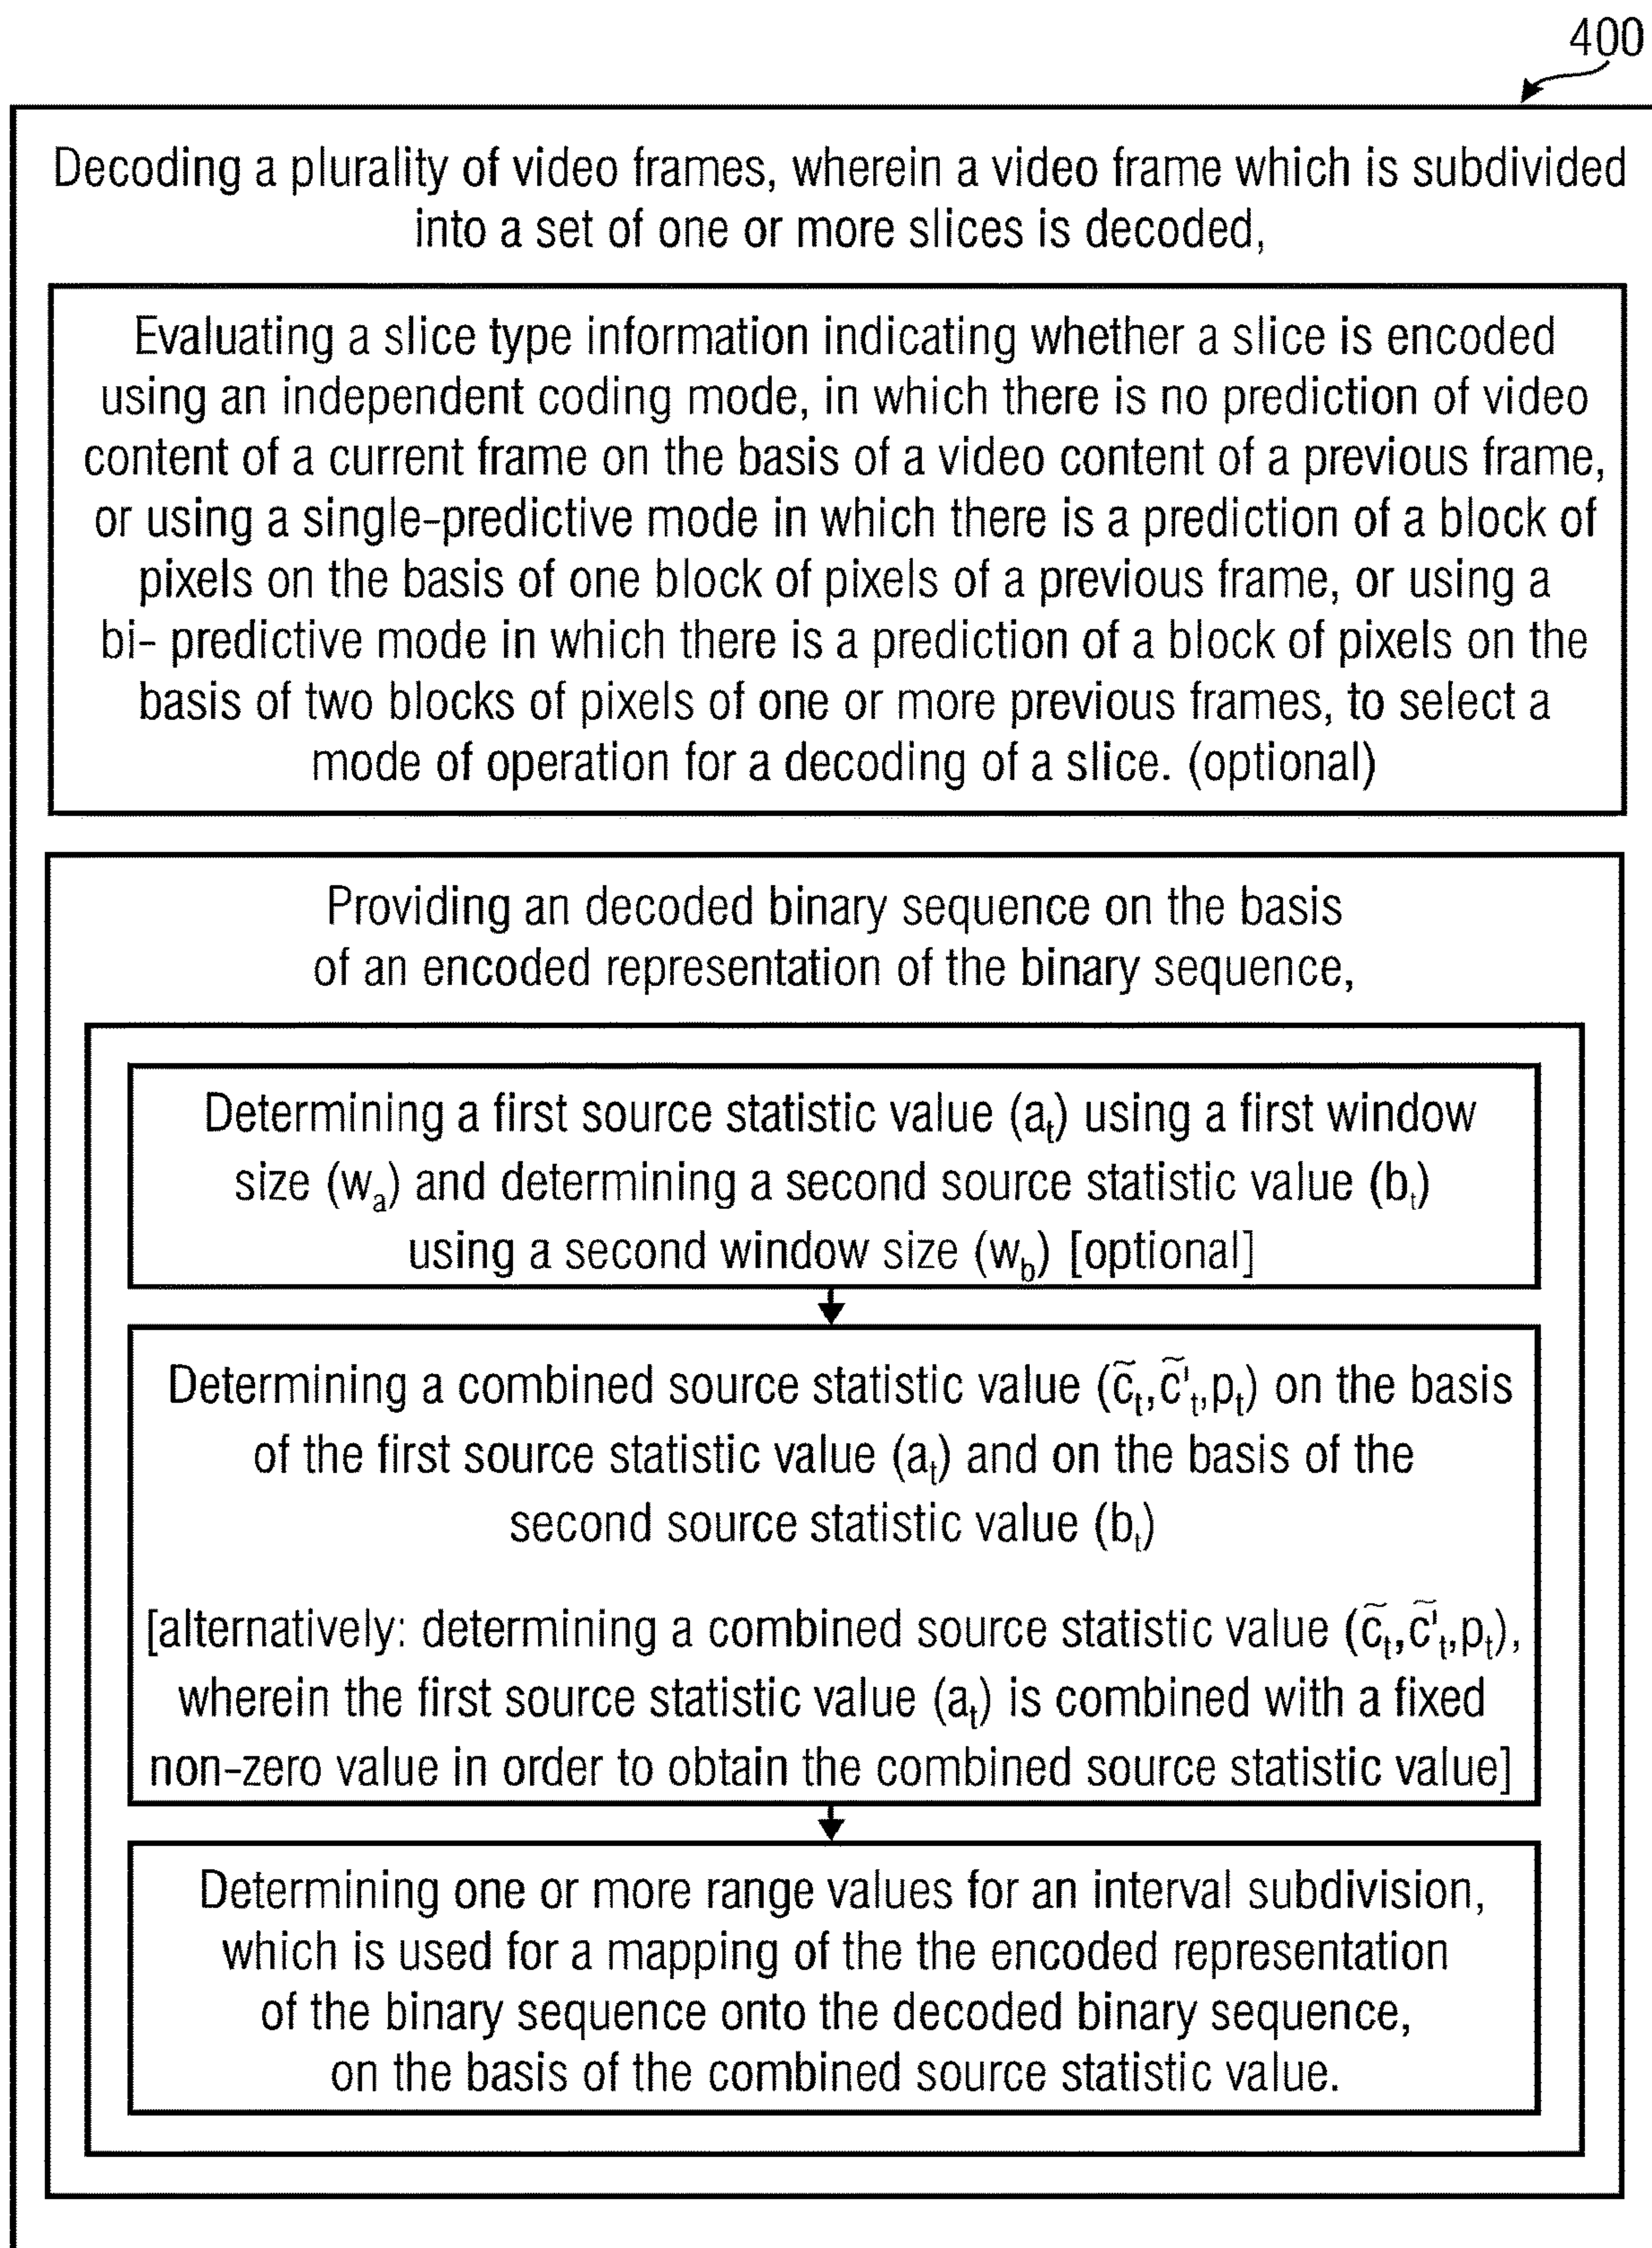 400
Decoding a plurality of video frames, wherein a video frame which is subdivided
into a set of one or more slices is decoded,
Evaluating a slice type information indicating whether a slice is encoded
using an independent coding mode, in which there is no prediction of video
content of a current frame on the basis of a video content of a previous frame,
or using a single-predictive mode in which there is a prediction of a block of
pixels on the basis of one block of pixels of a previous frame, or using a
bi- predictive mode in which there is a prediction of a block of pixels on the
basis of two blocks of pixels of one or more previous frames, to select a
mode of operation for a decoding of a slice. (optional)
Providing an decoded binary sequence on the basis
of an encoded representation of the binary sequence,
Determining a first source statistic value (aₜ) using a first window
size (wₐ) and determining a second source statistic value (bₜ)
using a second window size (w_b) [optional]
Determining a combined source statistic value (c̃ₜ,c̃'ₜ,pₜ) on the basis
of the first source statistic value (aₜ) and on the basis of the
second source statistic value (bₜ)
[alternatively: determining a combined source statistic value (c̃ₜ,c̃'ₜ,pₜ),
wherein the first source statistic value (aₜ) is combined with a fixed
non-zero value in order to obtain the combined source statistic value]
Determining one or more range values for an interval subdivision,
which is used for a mapping of the the encoded representation
of the binary sequence onto the decoded binary sequence,
on the basis of the combined source statistic value.